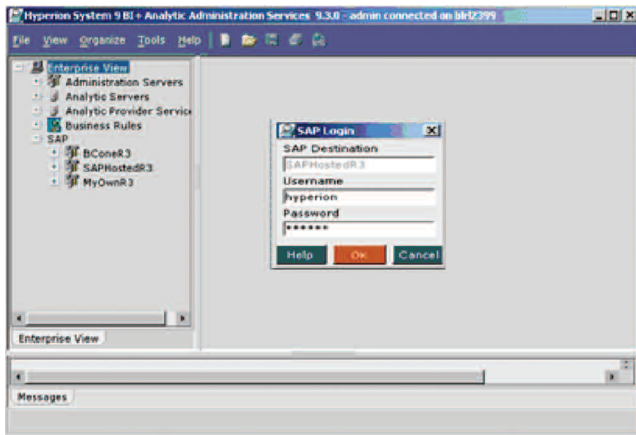 Hyperion System 9 BI+ Analytic Administration Services 9.3.0 - admin connected on blrl2399
File View Organize Tools Help
Enterprise View
Administration Servers
Analytic Servers
Analytic Provider Service
Business Rules
SAP
BConeR3
SAPHostedR3
MyOwnR3
SAP Login
SAP Destination
SAPHostedR3
Username
hyperion
Password
******
Help OK Cancel
Enterprise View
Messages